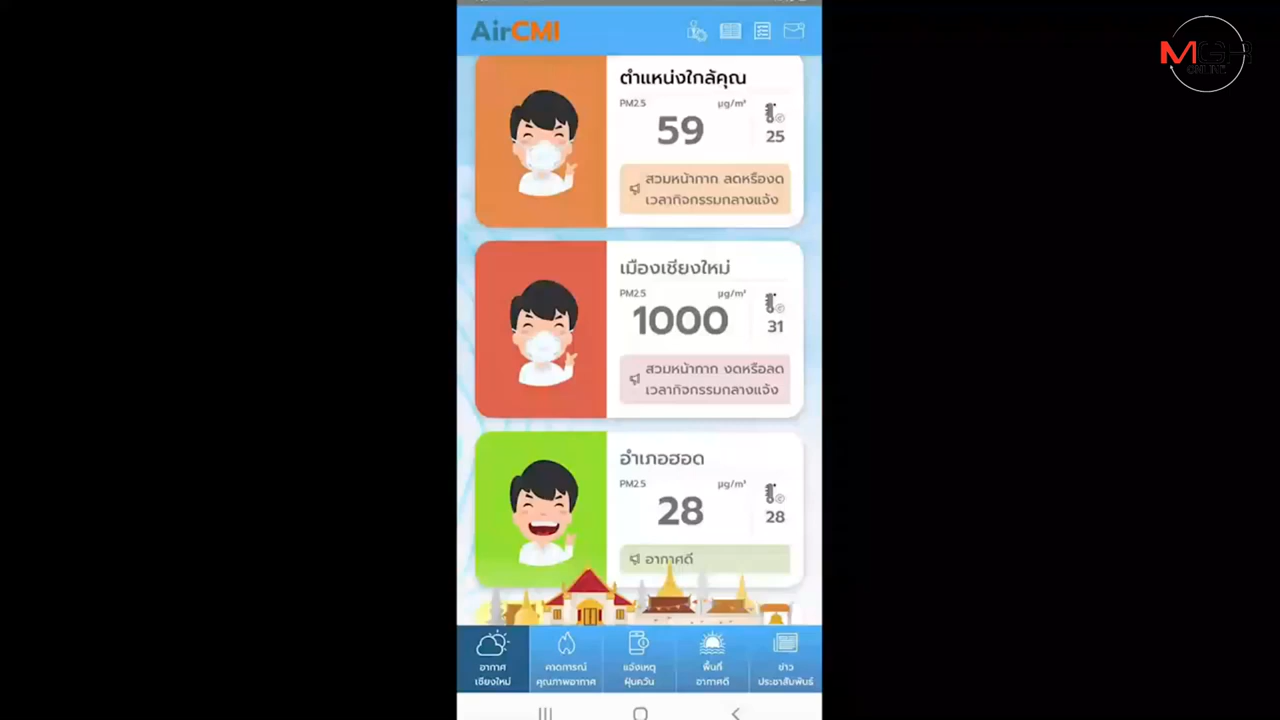 AirCMI
MGR
ONLINE
ตำแหน่งใกล้คุณ
PM2.5 µg/m³
59
25
สวมหน้ากาก ลดหรืองด
เวลากิจกรรมกลางแจ้ง
เมืองเชียงใหม่
PM2.5 µg/m³
1000
31
สวมหน้ากาก งดหรือลด
เวลากิจกรรมกลางแจ้ง
อำเภอฮอด
PM2.5 µg/m³
28
28
อากาศดี
อากาศ
เชียงใหม่
คาดการณ์
คุณภาพอากาศ
แจ้งเหตุ
ฝุ่นควัน
พื้นที่
อากาศดี
ข่าว
ประชาสัมพันธ์